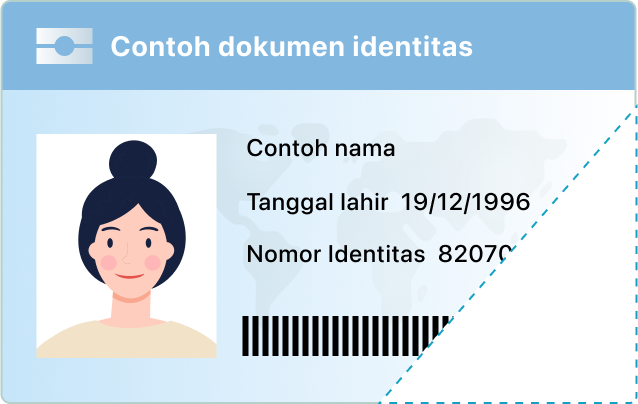 Contoh dokumen identitas
Contoh nama
Tanggal lahir 19/12/1996
Nomor Identitas 82070